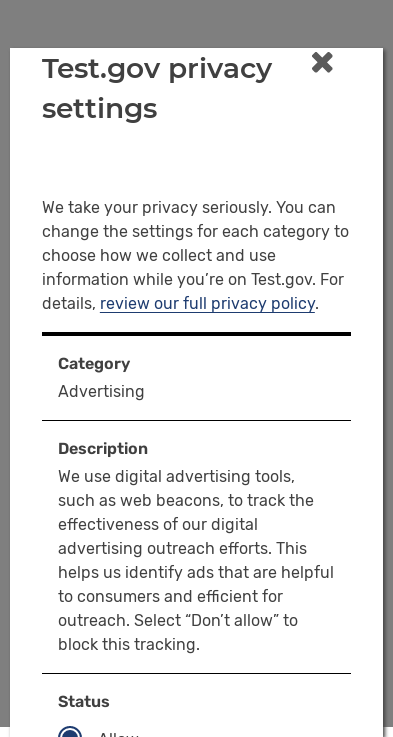 Test.gov privacy
settings
We take your privacy seriously. You can
change the settings for each category to
choose how we collect and use
information while you’re on Test.gov. For
details, review our full privacy policy.
Category
Advertising
Description
We use digital advertising tools,
such as web beacons, to track the
effectiveness of our digital
advertising outreach efforts. This
helps us identify ads that are helpful
to consumers and efficient for
outreach. Select “Don’t allow” to
block this tracking.
Status
Allow